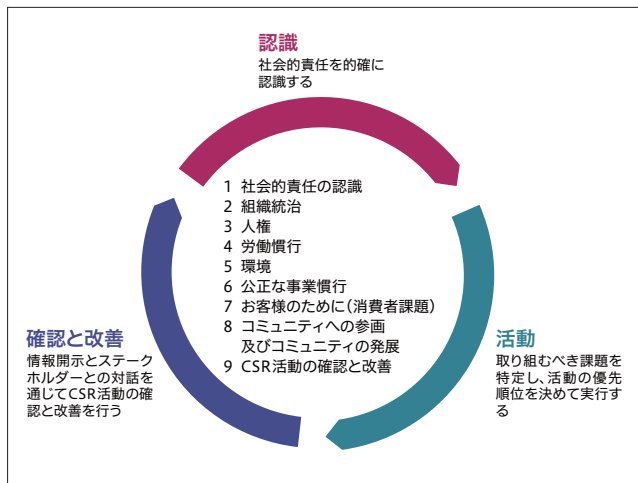 認識
社会的責任を的確に
認識する
1 社会的責任の認識
2 組織統治
3 人権
4 労働慣行
5 環境
6 公正な事業慣行
7 お客様のために（消費者課題）
8 コミュニティへの参画
及びコミュニティの発展
9 CSR活動の確認と改善
確認と改善
情報開示とステーク
ホルダーとの対話を
通じてCSR活動の確
認と改善を行う
活動
取り組むべき課題を
特定し、活動の優先
順位を決めて実行す
る